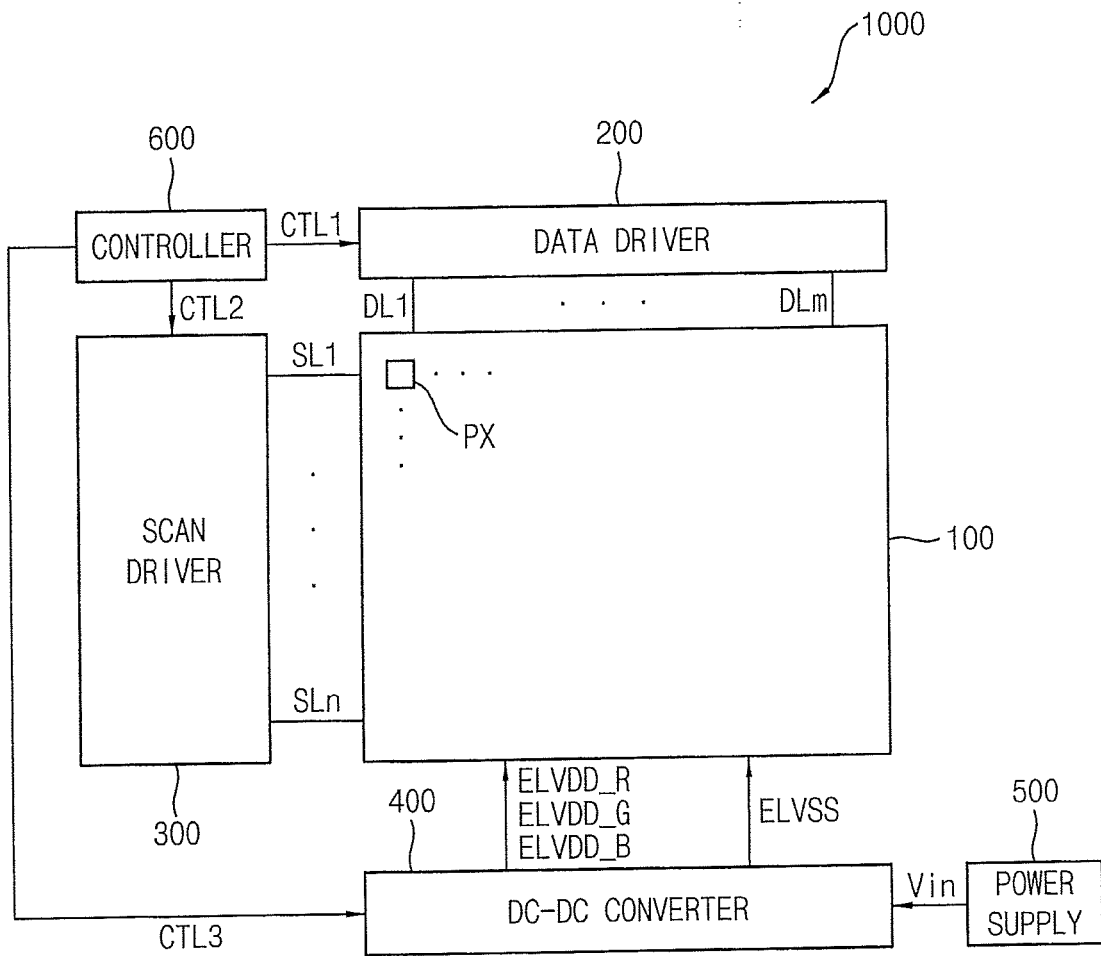 1000
600
200
CONTROLLER
CTL1
DATA DRIVER
CTL2
DL1
. . .
DLm
SL1
. . .
PX
SCAN
DRIVER
100
SLn
300
400
ELVDD_R
ELVDD_G
ELVDD_B
ELVSS
500
DC-DC CONVERTER
Vin
POWER
SUPPLY
CTL3